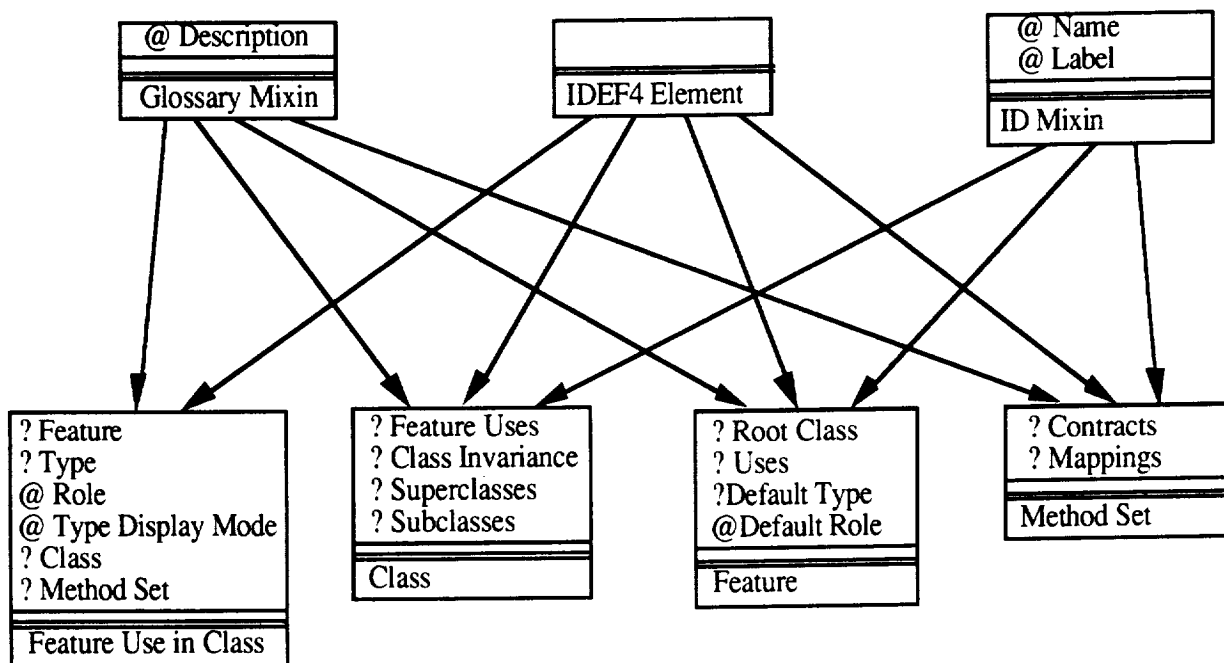 @ Description
Glossary Mixin
IDEF4 Element
@ Name
@ Label
ID Mixin
? Feature
? Type
@ Role
@ Type Display Mode
? Class
? Method Set
Feature Use in Class
? Feature Uses
? Class Invariance
? Superclasses
? Subclasses
Class
? Root Class
? Uses
?Default Type
@Default Role
Feature
? Contracts
? Mappings
Method Set